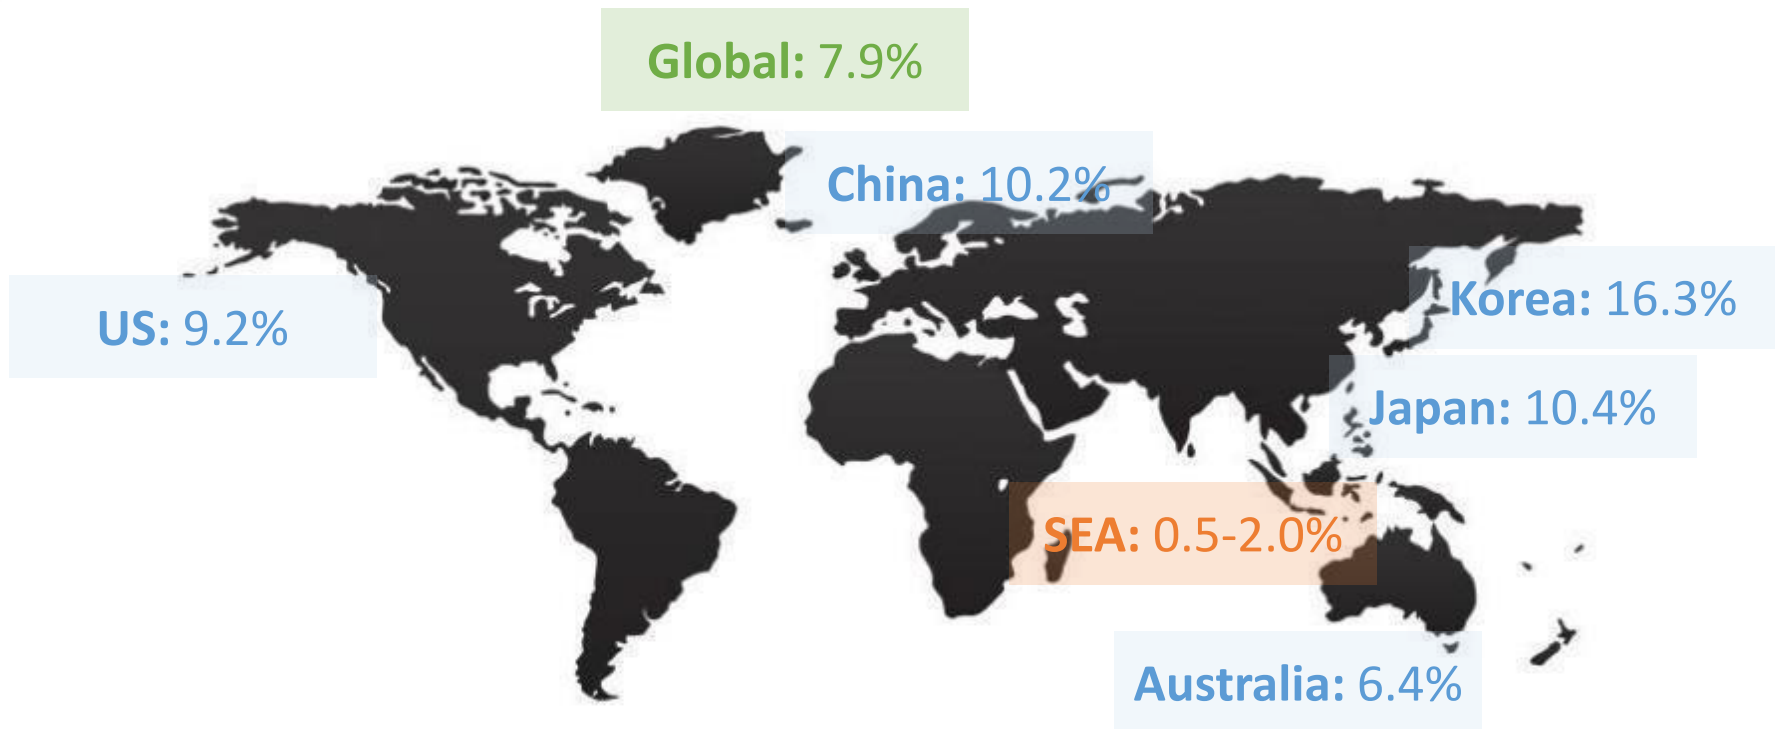 Global: 7.9%
China: 10.2%
US: 9.2%
Korea: 16.3%
Japan: 10.4%
SEA: 0.5-2.0%
Australia: 6.4%